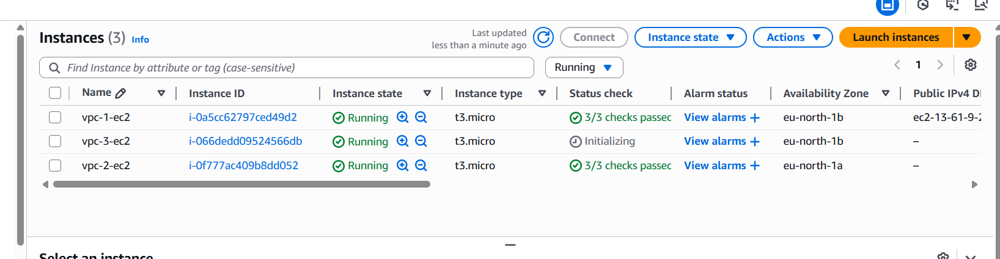 Instances (3) Info
Last updated
less than a minute ago
Connect
Instance state
Actions
Launch instances
Find Instance by attribute or tag (case-sensitive)
Running
1
Name Instance ID Instance state Instance type Status check Alarm status Availability Zone Public IPv4 D
vpc-1-ec2 i-0a5cc62797ced49d2 Running t3.micro 3/3 checks passed View alarms + eu-north-1b ec2-13-61-9-2
vpc-3-ec2 i-066dedd09524566db Running t3.micro Initializing View alarms + eu-north-1b –
vpc-2-ec2 i-0f777ac409b8dd052 Running t3.micro 3/3 checks passed View alarms + eu-north-1a –
Select an instance